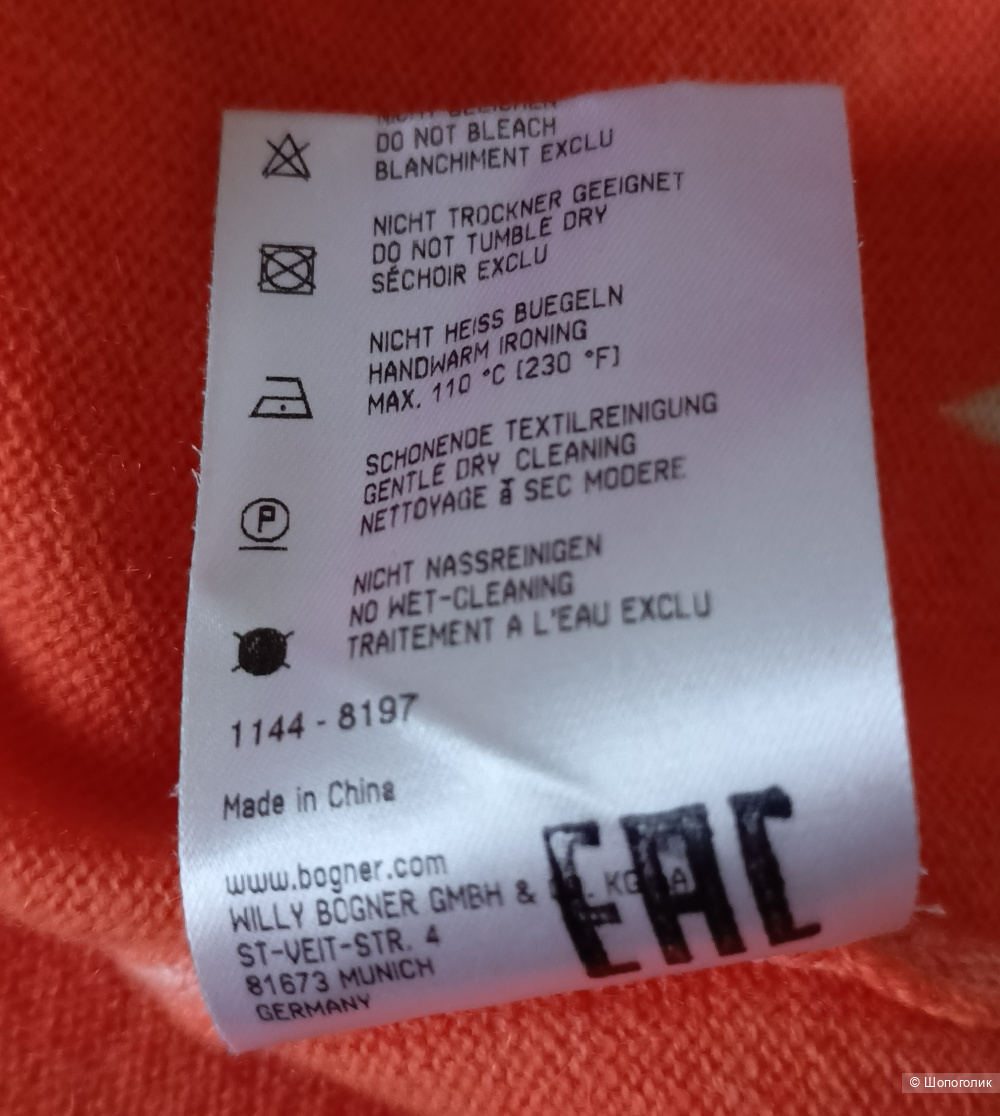 DO NOT BLEACH
BLANCHIMENT EXCLU
NICHT TROCKNER GEEIGNET
DO NOT TUMBLE DRY
SÉCHOIR EXCLU
NICHT HEISS BUEGELN
HANDWARM IRONING
MAX. 110 °C [230 °F]
SCHONENDE TEXTILREINIGUNG
GENTLE DRY CLEANING
NETTOYAGE à SEC MODERE
P
NICHT NASSREINIGEN
NO WET-CLEANING
TRAITEMENT A L'EAU EXCLU
1144 - 8197
Made in China
www.bogner.com
WILLY BOGNER GMBH &
ST-VEIT-STR. 4
81673 MUNICH
GERMANY
EAC
© Шопоголик